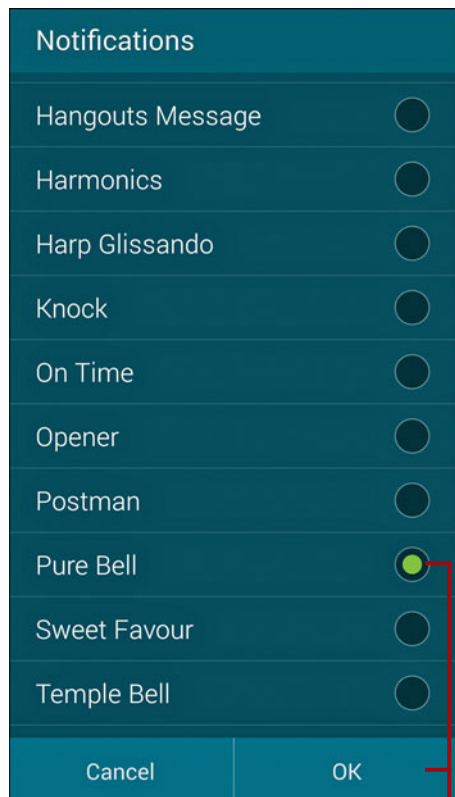 Notifications
Hangouts Message
Harmonics
Harp Glissando
Knock
On Time
Opener
Postman
Pure Bell
Sweet Favour
Temple Bell
Cancel OK